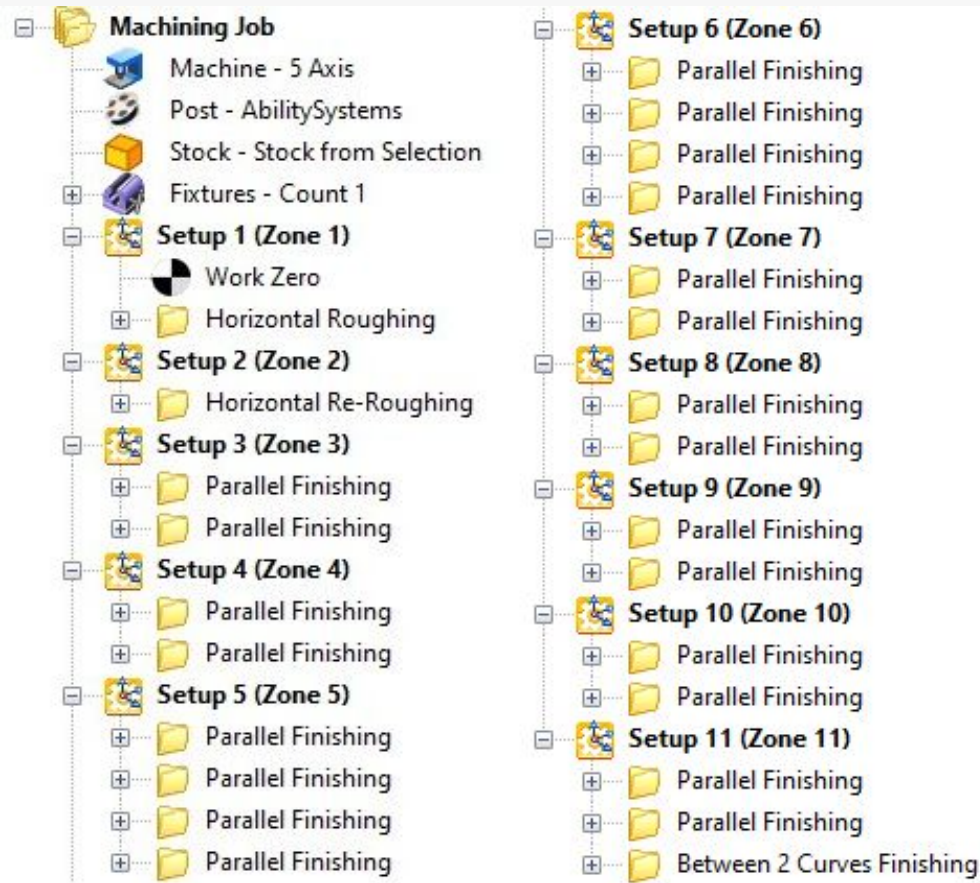 Machining Job
Machine - 5 Axis
Post - AbilitySystems
Stock - Stock from Selection
Fixtures - Count 1
Setup 1 (Zone 1)
Work Zero
Horizontal Roughing
Setup 2 (Zone 2)
Horizontal Re-Roughing
Setup 3 (Zone 3)
Parallel Finishing
Parallel Finishing
Setup 4 (Zone 4)
Parallel Finishing
Parallel Finishing
Setup 5 (Zone 5)
Parallel Finishing
Parallel Finishing
Parallel Finishing
Parallel Finishing
Setup 6 (Zone 6)
Parallel Finishing
Parallel Finishing
Parallel Finishing
Parallel Finishing
Setup 7 (Zone 7)
Parallel Finishing
Parallel Finishing
Setup 8 (Zone 8)
Parallel Finishing
Parallel Finishing
Setup 9 (Zone 9)
Parallel Finishing
Parallel Finishing
Setup 10 (Zone 10)
Parallel Finishing
Parallel Finishing
Setup 11 (Zone 11)
Parallel Finishing
Parallel Finishing
Between 2 Curves Finishing